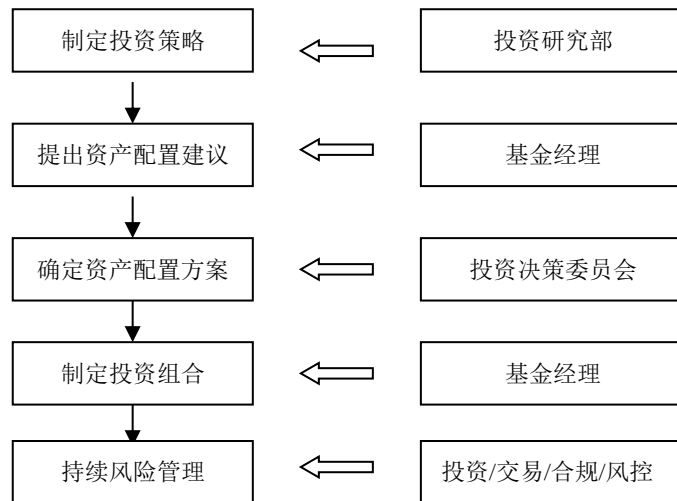 制定投资策略
投资研究部
提出资产配置建议
基金经理
确定资产配置方案
投资决策委员会
制定投资组合
基金经理
持续风险管理
投资/交易/合规/风控